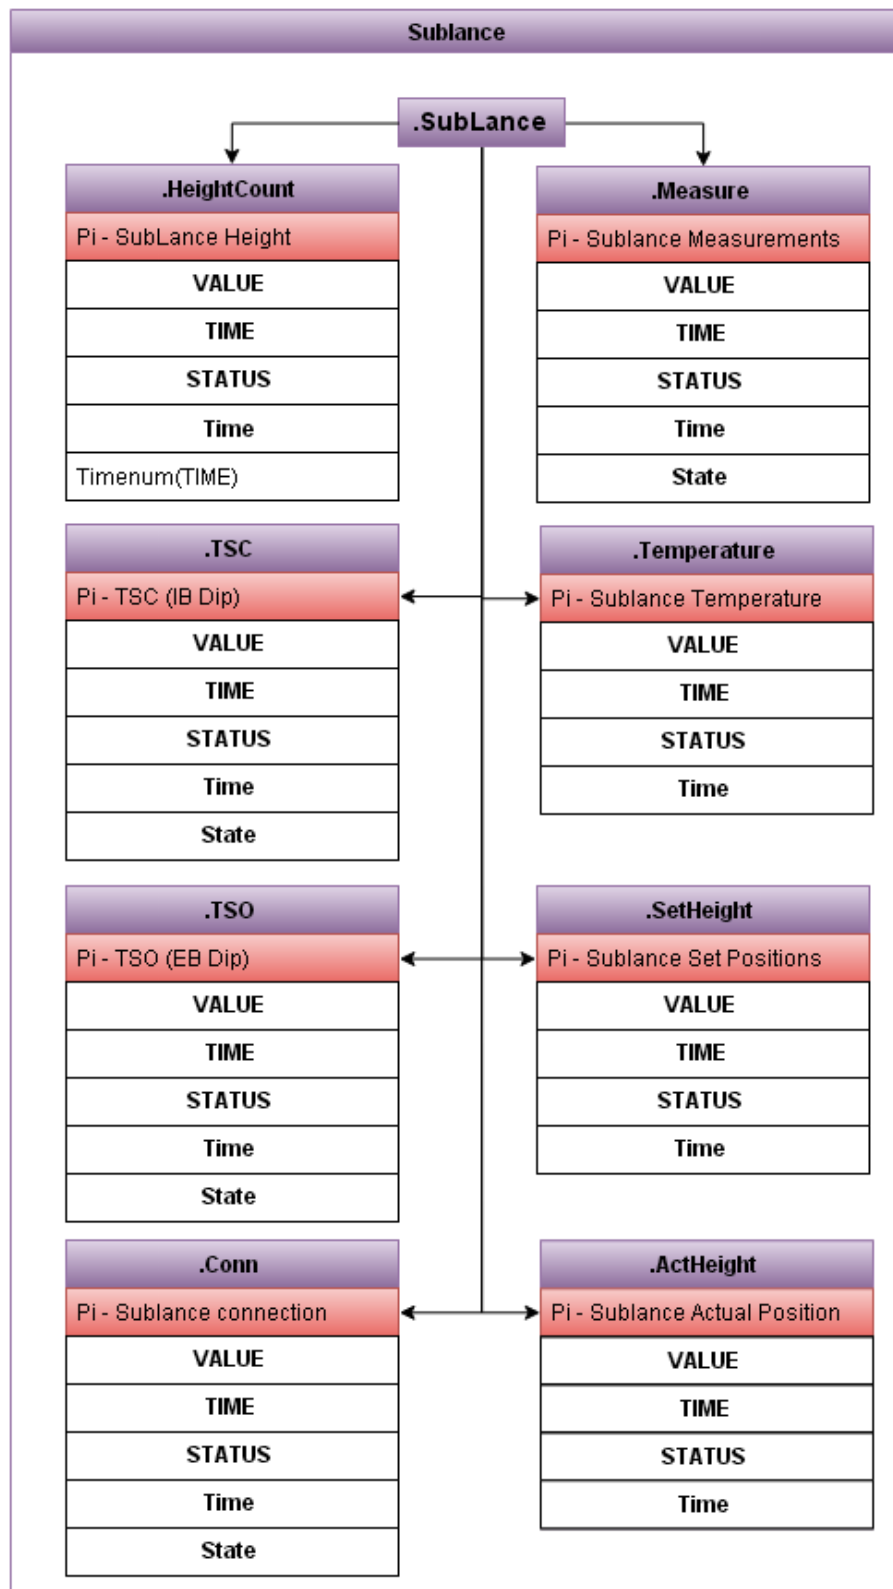 Sublance
.SubLance
.HeightCount
Pi - SubLance Height
VALUE
TIME
STATUS
Time
Timenum(TIME)
.Measure
Pi - Sublance Measurements
VALUE
TIME
STATUS
Time
State
.TSC
Pi - TSC (IB Dip)
VALUE
TIME
STATUS
Time
State
.Temperature
Pi - Sublance Temperature
VALUE
TIME
STATUS
Time
.TSO
Pi - TSO (EB Dip)
VALUE
TIME
STATUS
Time
State
.SetHeight
Pi - Sublance Set Positions
VALUE
TIME
STATUS
Time
.Conn
Pi - Sublance connection
VALUE
TIME
STATUS
Time
State
.ActHeight
Pi - Sublance Actual Position
VALUE
TIME
STATUS
Time